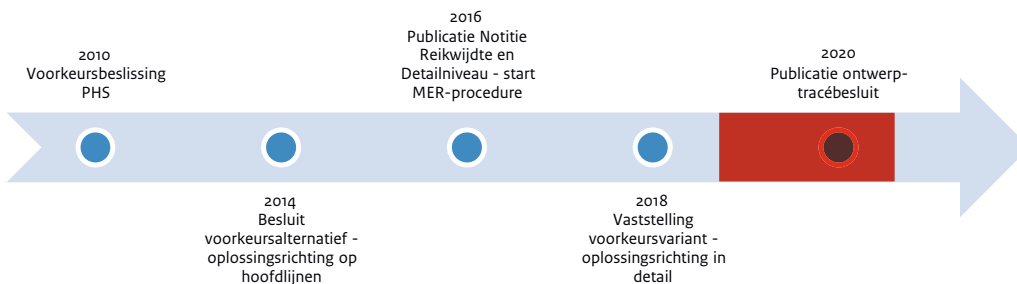 2010
Voorkeursbeslissing
PHS
2014
Besluit
voorkeursalternatief -
oplossingsrichting op
hoofdlijnen
2016
Publicatie Notitie
Reikwijdte en
Detailniveau - start
MER-procedure
2018
Vaststelling
voorkeursvariant -
oplossingsrichting in
detail
2020
Publicatie ontwerp-
tracébesluit